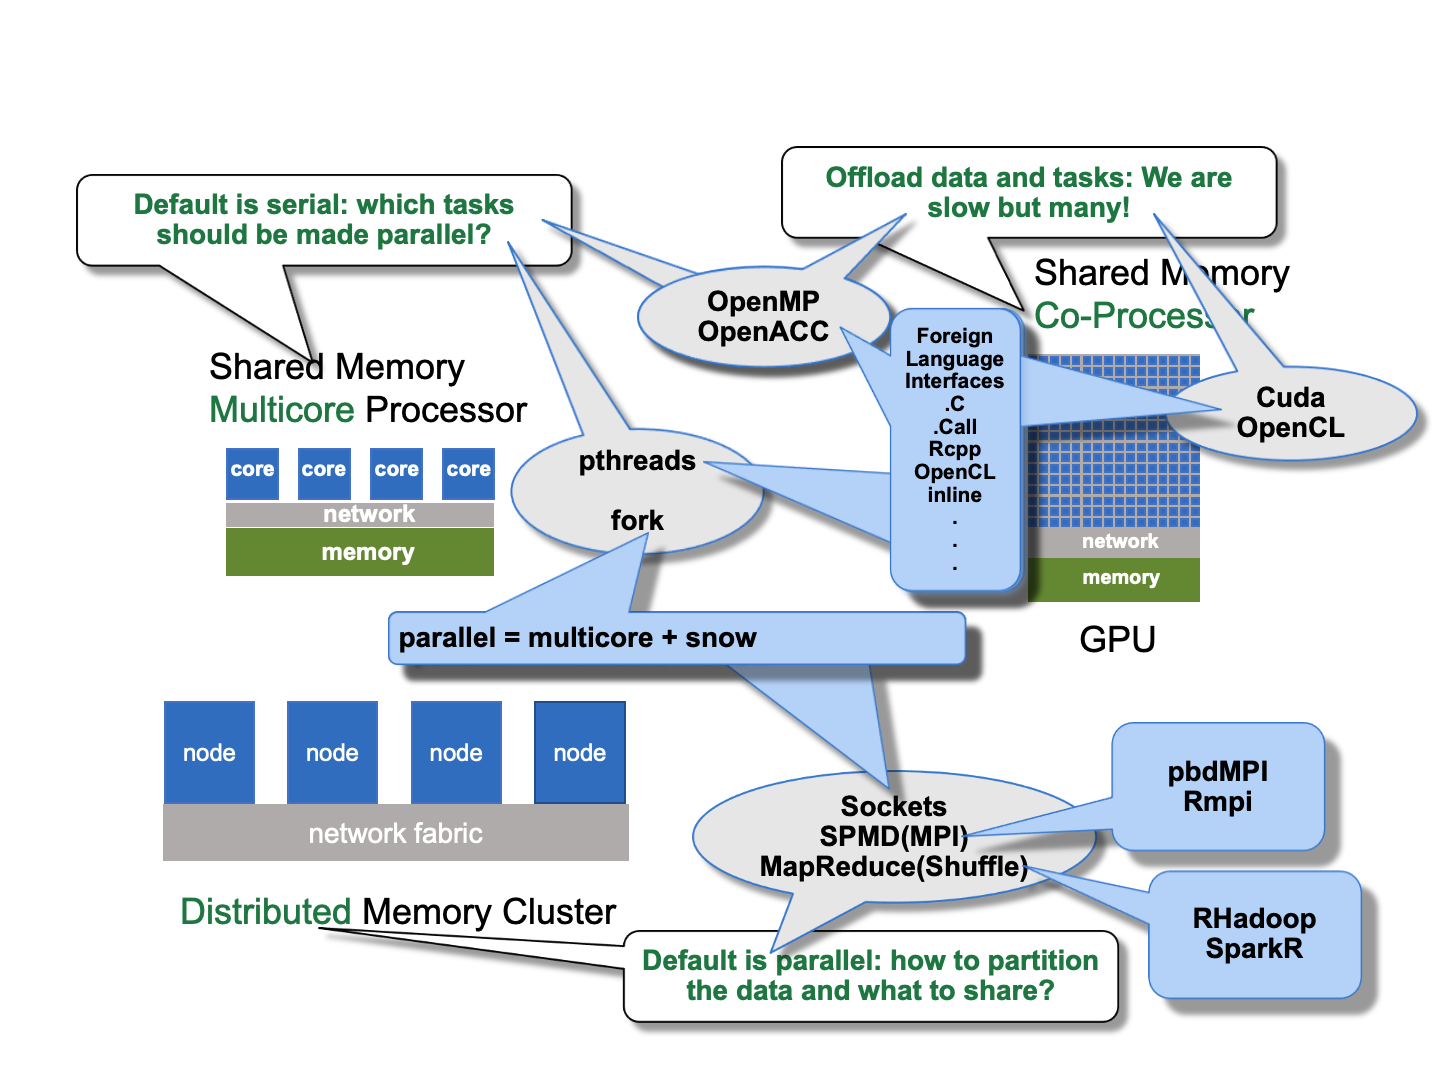 Default is serial: which tasks
should be made parallel?
Offload data and tasks: We are
slow but many!
Shared Memory
Co-Processor
OpenMP
OpenACC
Foreign
Language
Interfaces
.C
.Call
Rcpp
OpenCL
inline
.
.
.
Cuda
OpenCL
Shared Memory
Multicore Processor
core core core core
network
memory
pthreads
fork
network
memory
GPU
parallel = multicore + snow
node node node node
network fabric
Distributed Memory Cluster
Sockets
SPMD(MPI)
MapReduce(Shuffle)
pbdMPI
Rmpi
RHadoop
SparkR
Default is parallel: how to partition
the data and what to share?